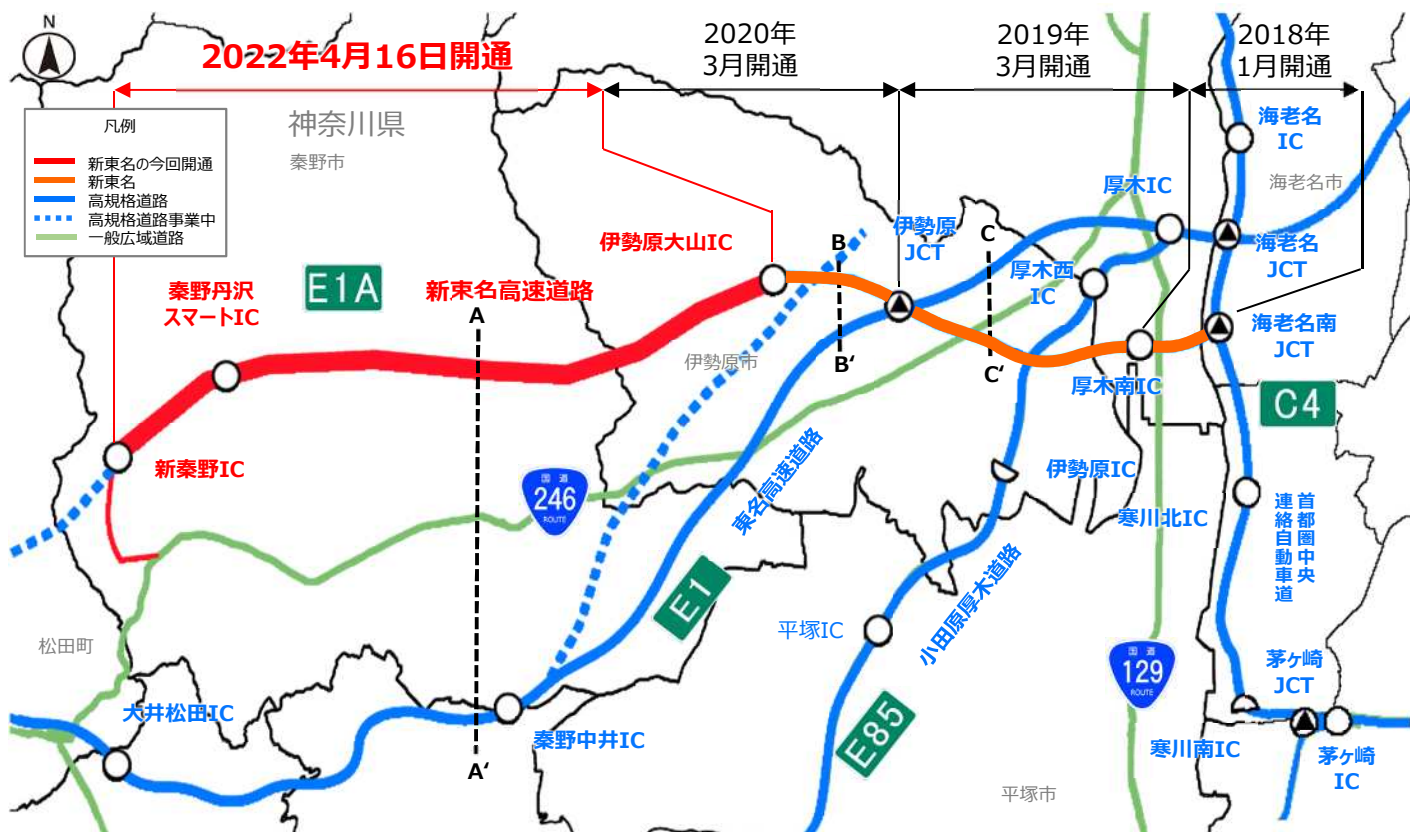 N
2022年4月16日開通
2020年
3月開通
2019年
3月開通
2018年
1月開通
凡例
新東名の今回開通
新東名
高規格道路
高規格道路事業中
一般広域道路
神奈川県
秦野市
海老名
IC
海老名市
厚木IC
伊勢原大山IC
B
伊勢原
JCT
C
厚木西
IC
海老名
JCT
秦野丹沢
スマートIC
E1A
新東名高速道路
A
海老名南
JCT
伊勢原市
B'
C'
厚木南IC
C4
新秦野IC
国道
246
ROUTE
東名高速道路
伊勢原IC
寒川北IC
首都圏中央
連絡自動車道
E1
小田原厚木道路
平塚IC
松田町
国道
129
ROUTE
茅ヶ崎
JCT
大井松田IC
秦野中井IC
A'
E85
寒川南IC
茅ヶ崎
IC
平塚市